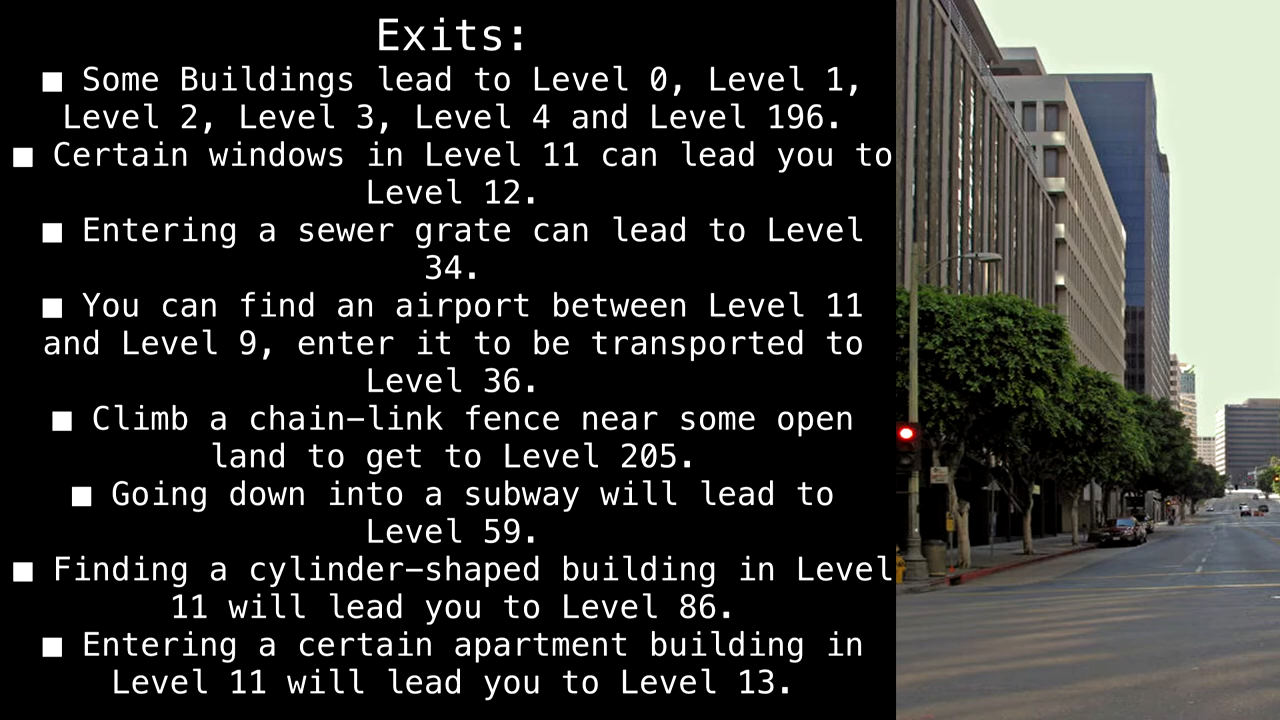 Exits:
■ Some Buildings lead to Level 0, Level 1,
Level 2, Level 3, Level 4 and Level 196.
■ Certain windows in Level 11 can lead you to
Level 12.
■ Entering a sewer grate can lead to Level
34.
■ You can find an airport between Level 11
and Level 9, enter it to be transported to
Level 36.
■ Climb a chain-link fence near some open
land to get to Level 205.
■ Going down into a subway will lead to
Level 59.
■ Finding a cylinder-shaped building in Level
11 will lead you to Level 86.
■ Entering a certain apartment building in
Level 11 will lead you to Level 13.